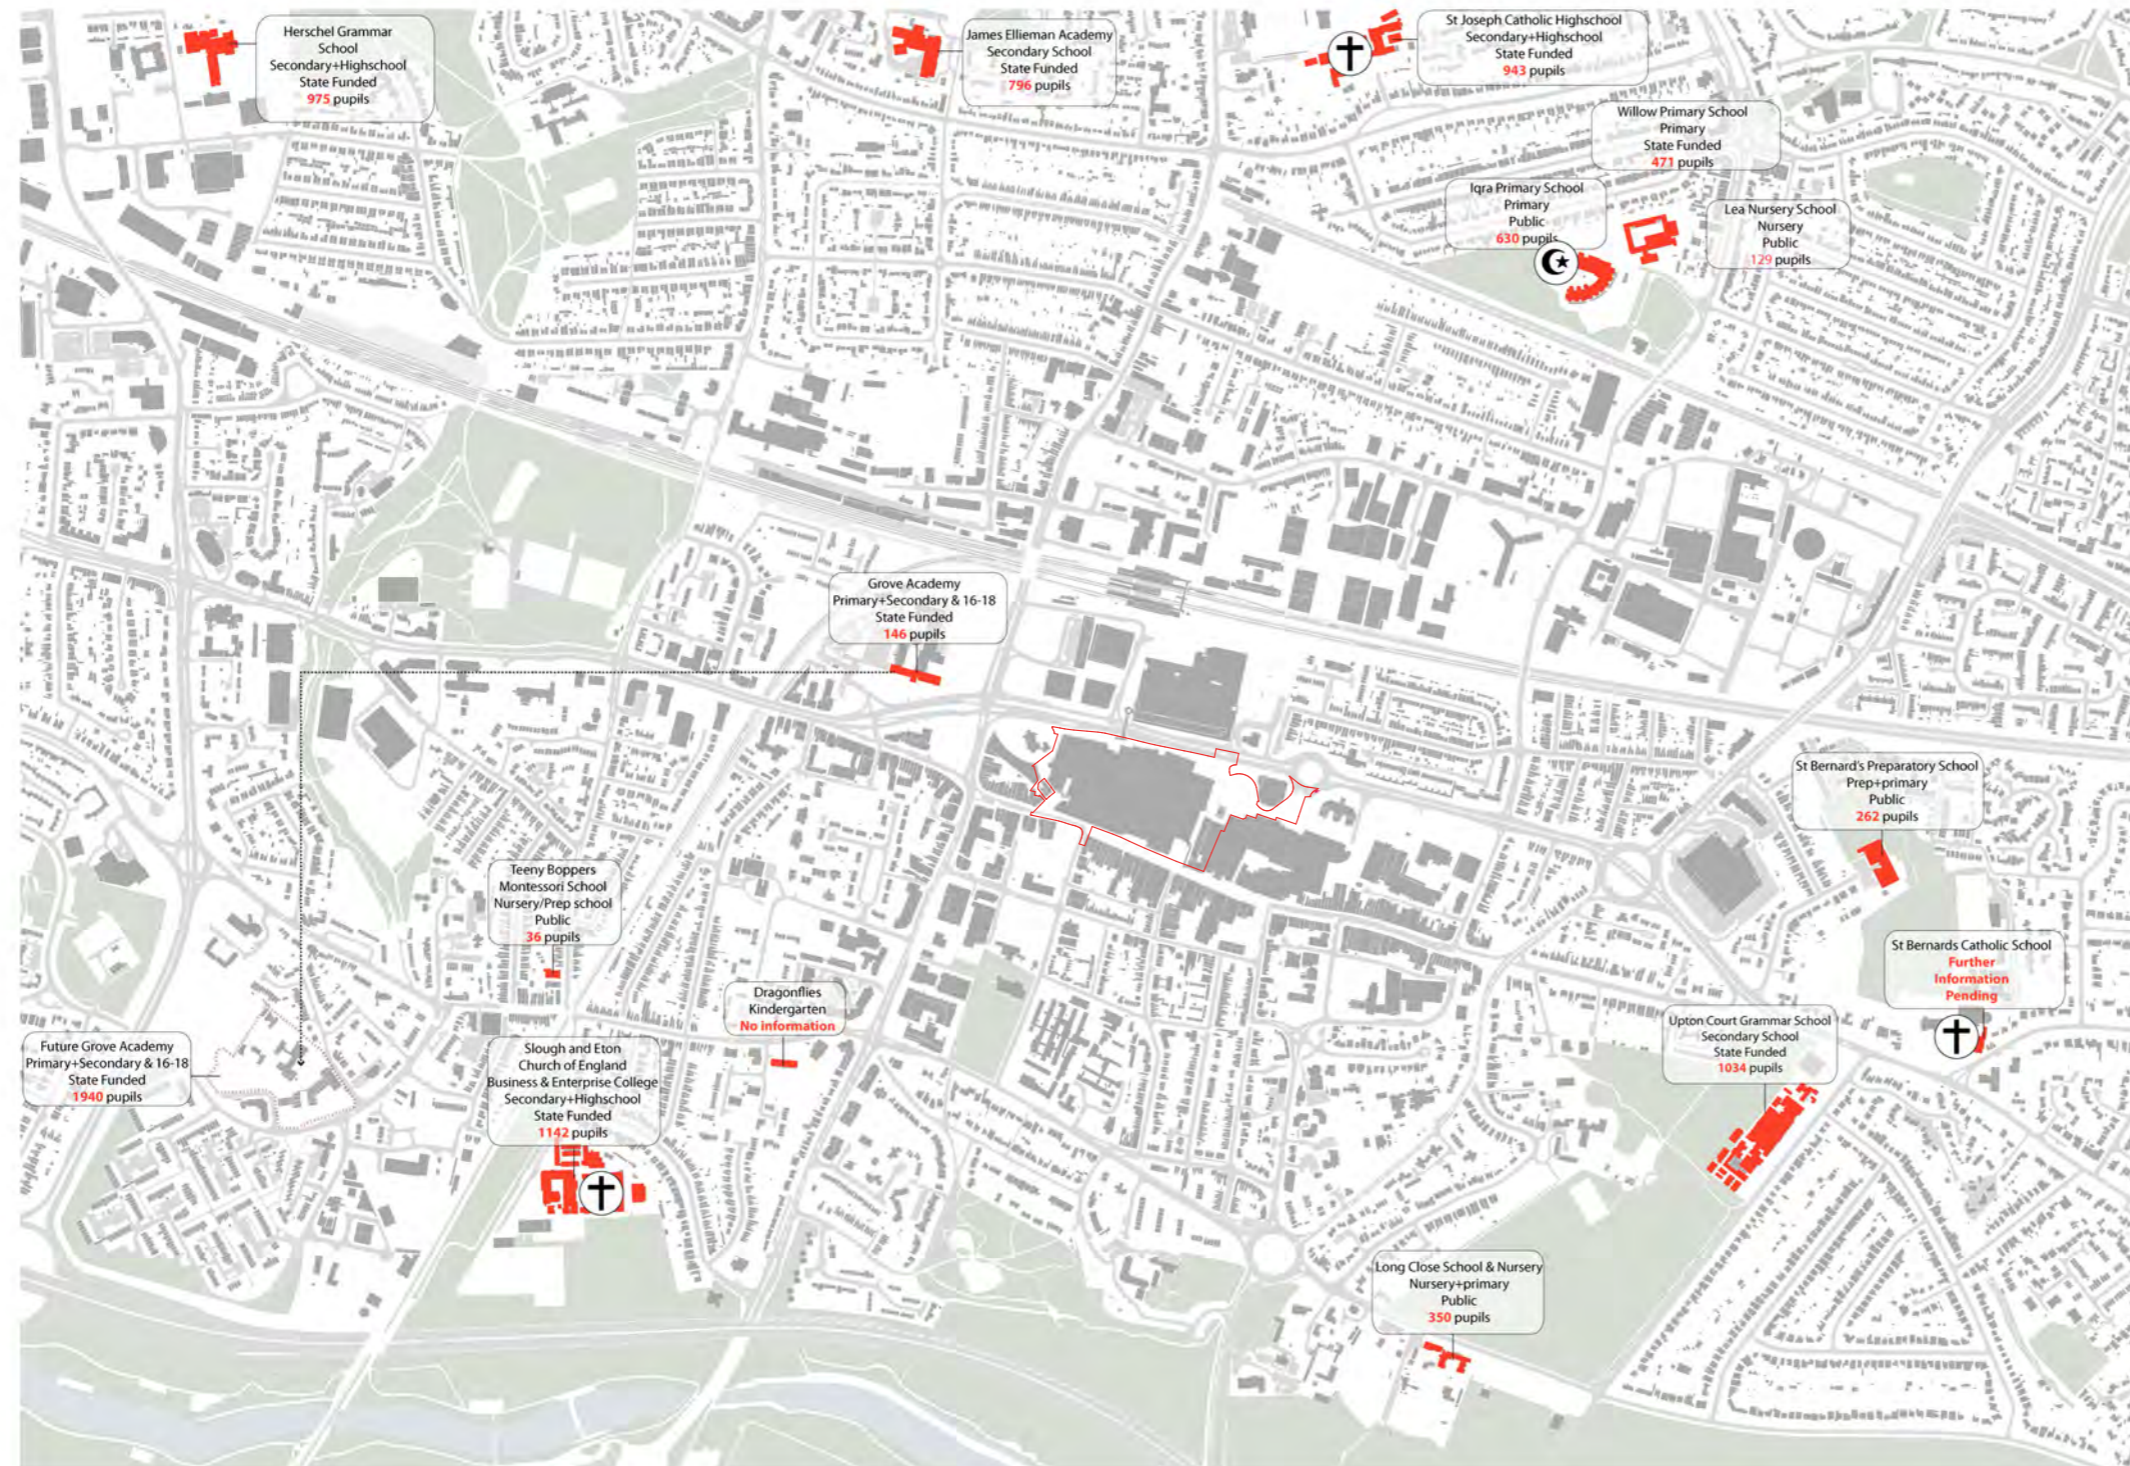 Herschel Grammar
School
Secondary+Highschool
State Funded
975 pupils
James Ellieman Academy
Secondary School
State Funded
796 pupils
St Joseph Catholic Highschool
Secondary+Highschool
State Funded
943 pupils
Willow Primary School
Primary
State Funded
471 pupils
Iqra Primary School
Primary
Public
630 pupils
Lea Nursery School
Nursery
Public
129 pupils
Grove Academy
Primary+Secondary & 16-18
State Funded
146 pupils
St Bernard's Preparatory School
Prep+primary
Public
262 pupils
Teeny Boppers
Montessori School
Nursery/Prep school
Public
36 pupils
St Bernards Catholic School
Further
Information
Pending
Dragonflies
Kindergarten
No information
Upton Court Grammar School
Secondary School
State Funded
1034 pupils
Future Grove Academy
Primary+Secondary & 16-18
State Funded
1940 pupils
Slough and Eton
Church of England
Business & Enterprise College
Secondary+Highschool
State Funded
1142 pupils
Long Close School & Nursery
Nursery+primary
Public
350 pupils